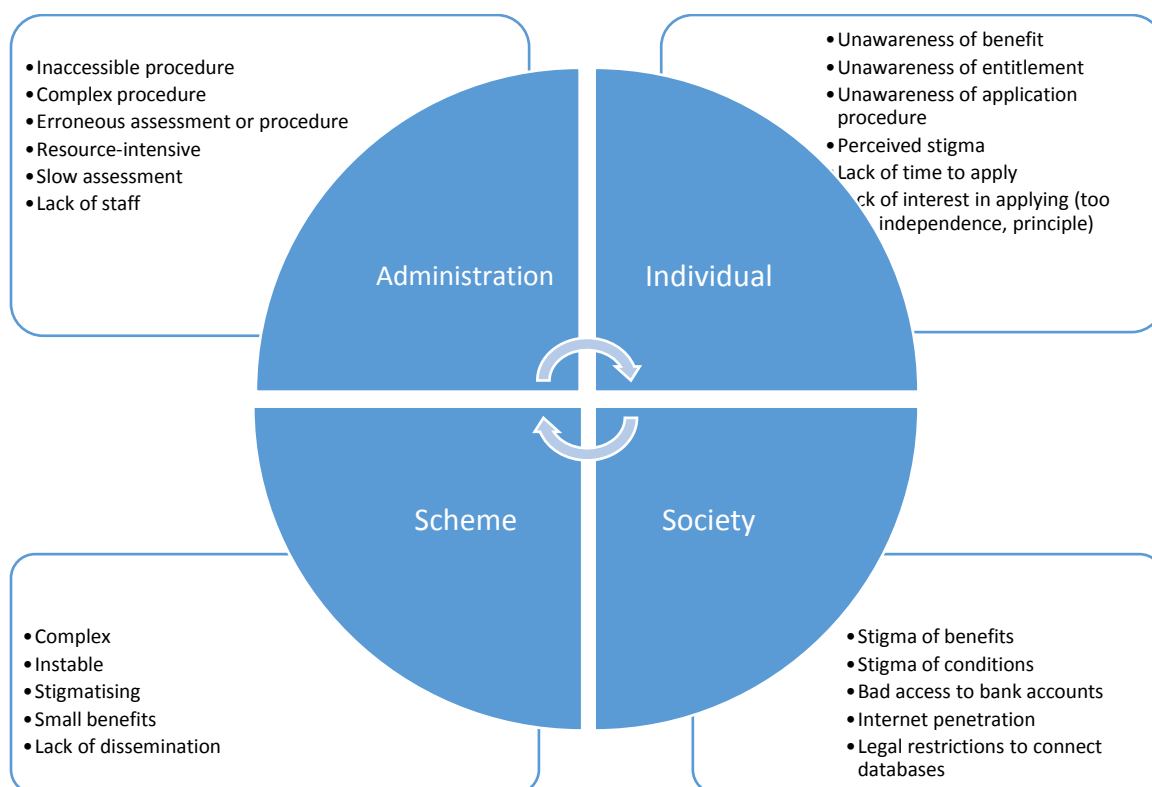 •Inaccessible procedure
•Complex procedure
•Erroneous assessment or procedure
•Resource-intensive
•Slow assessment
•Lack of staff
•Unawareness of benefit
•Unawareness of entitlement
•Unawareness of application
procedure
•Perceived stigma
•Lack of time to apply
ck of interest in applying (too
independence, principle)
Administration
Individual
Scheme
Society
•Complex
•Instable
•Stigmatising
•Small benefits
•Lack of dissemination
•Stigma of benefits
•Stigma of conditions
•Bad access to bank accounts
•Internet penetration
•Legal restrictions to connect
databases